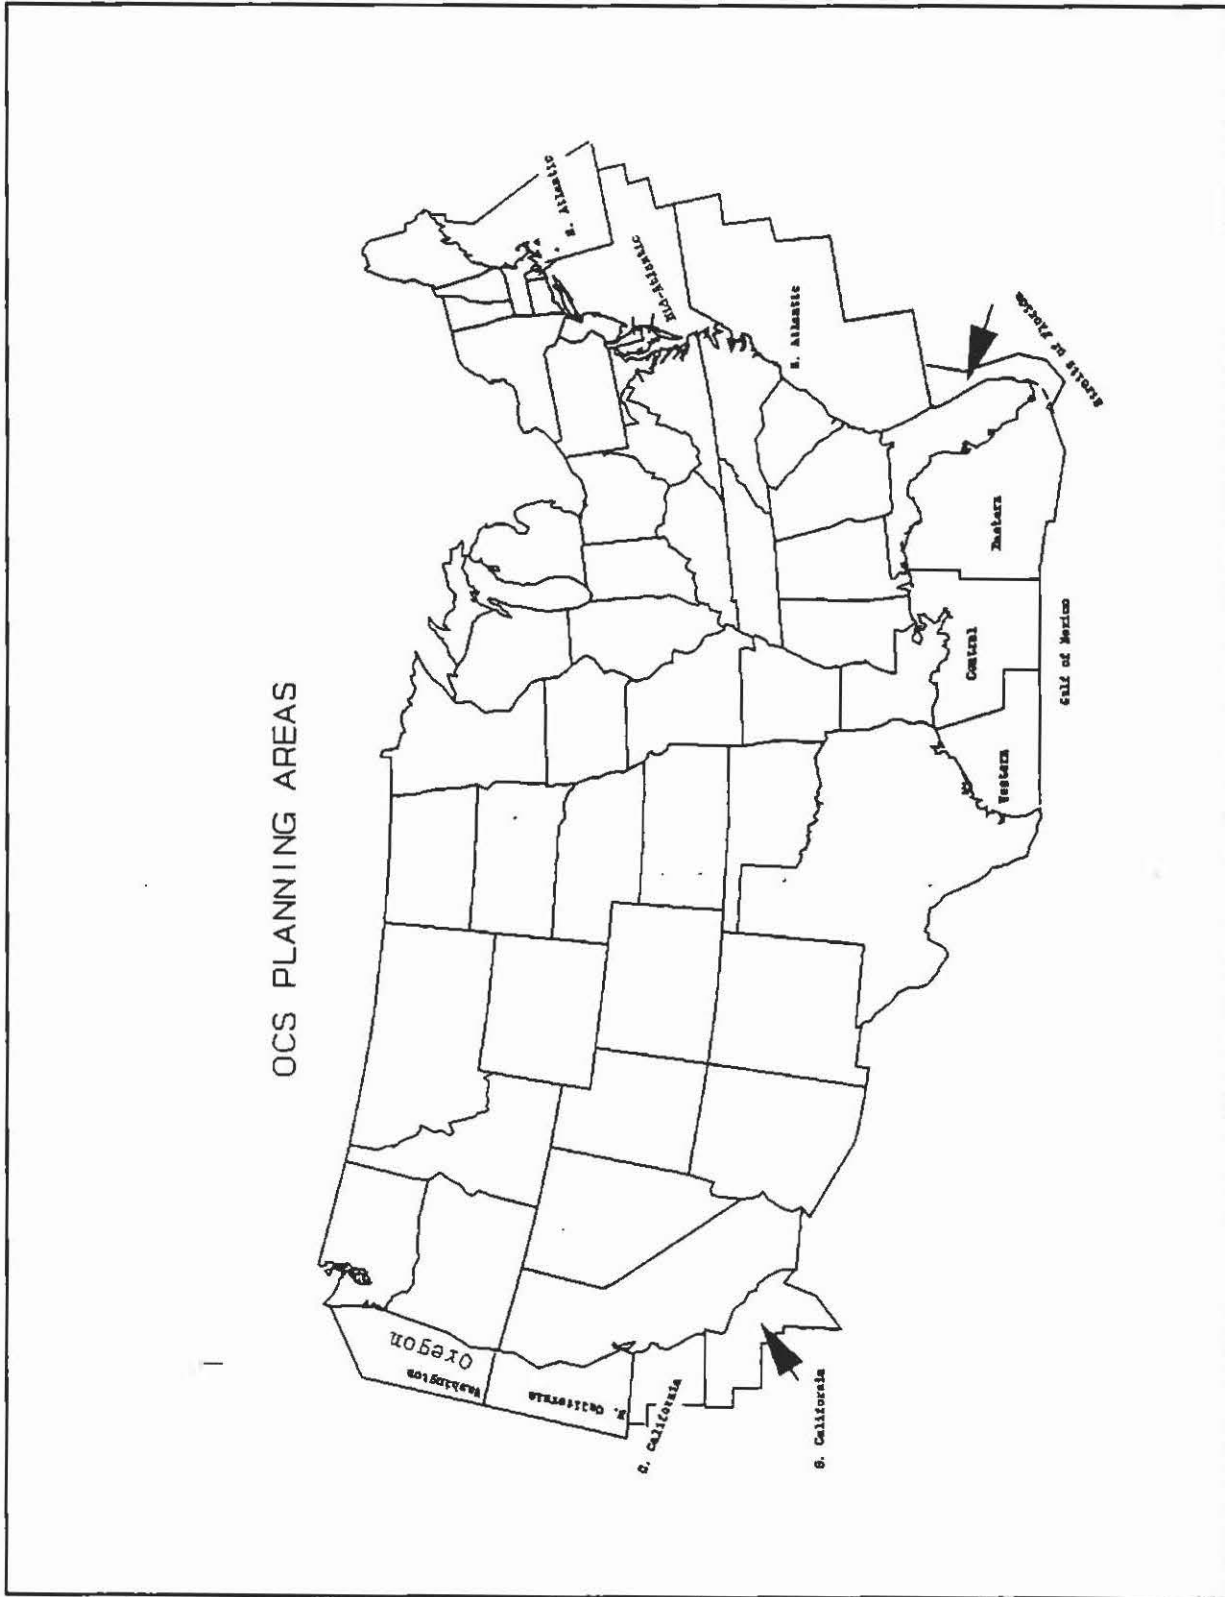 OCS PLANNING AREAS
Washington
Oregon
N. California
C. California
S. California
N. Atlantic
Mid-Atlantic
S. Atlantic
Straits of Florida
Eastern
Central
Western
Gulf of Mexico